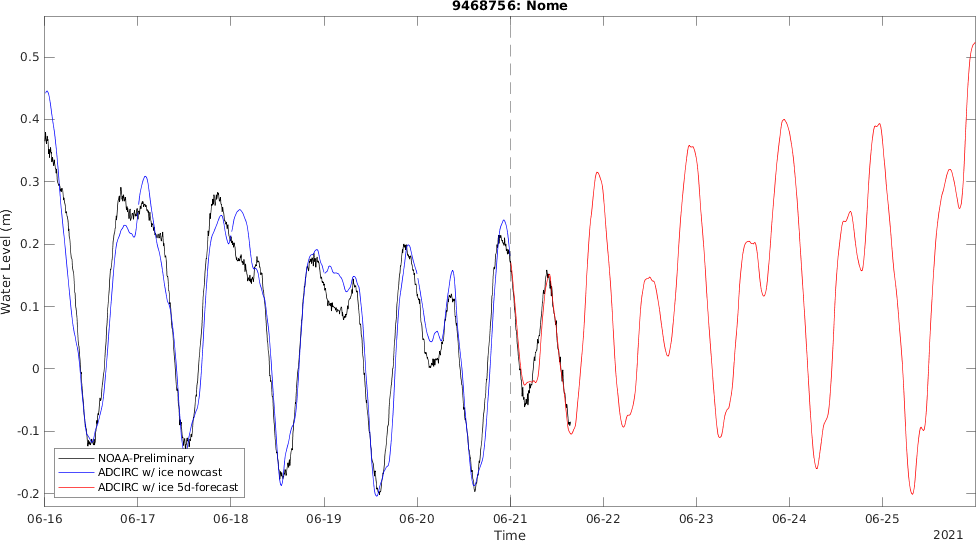 9468756: Nome
Water Level (m)
0.5
0.4
0.3
0.2
0.1
0
-0.1
-0.2
NOAA-Preliminary
ADCIRC w/ ice nowcast
ADCIRC w/ ice 5d-forecast
06-16 06-17 06-18 06-19 06-20 06-21 06-22 06-23 06-24 06-25
Time
2021